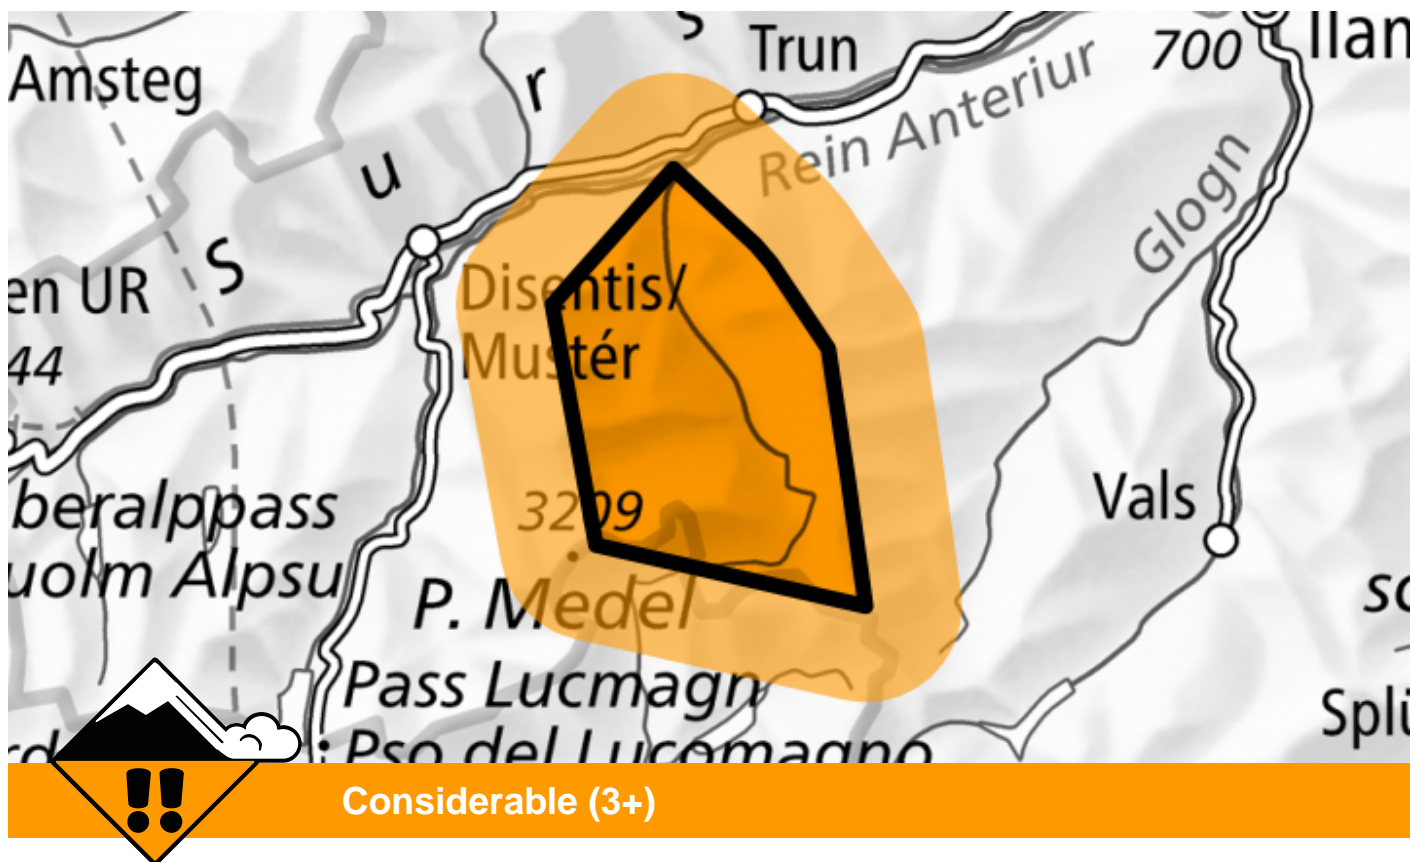 Trun
700
Ilan
Amsteg
Rein Anteriur
Glogn
S u r s
en UR
Disentis/
Mustér
44
3209
Vals
beralppass
uolm Alpsu
P. Medel
Pass Lucmagn
Pso del Lucomagno
Splü
Considerable (3+)